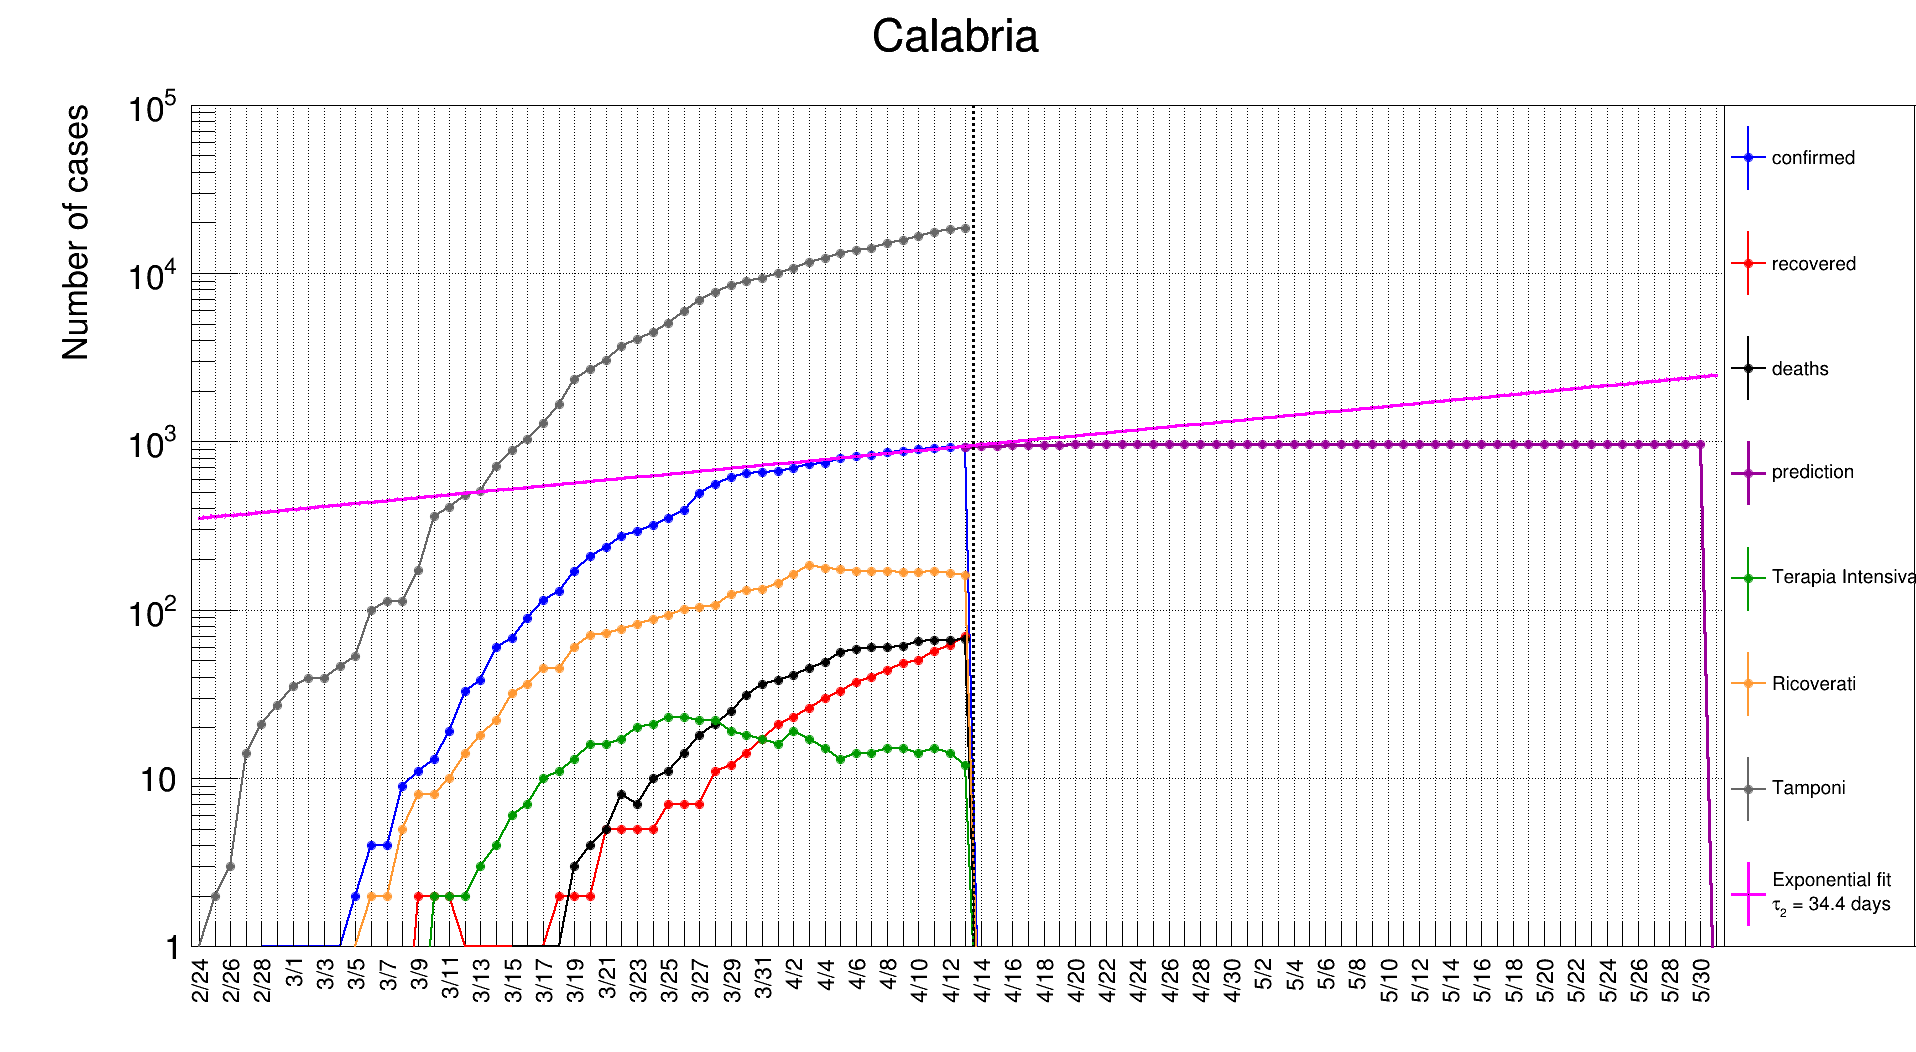 Calabria
Number of cases
10^5
10^4
10^3
10^2
10
1
2/24 2/26 2/28 3/1 3/3 3/5 3/7 3/9 3/11 3/13 3/15 3/17 3/19 3/21 3/23 3/25 3/27 3/29 3/31 4/2 4/4 4/6 4/8 4/10 4/12 4/14 4/16 4/18 4/20 4/22 4/24 4/26 4/28 4/30 5/2 5/4 5/6 5/8 5/10 5/12 5/14 5/16 5/18 5/20 5/22 5/24 5/26 5/28 5/30
confirmed
recovered
deaths
prediction
Terapia Intensiva
Ricoverati
Tamponi
Exponential fit
τ₂ = 34.4 days